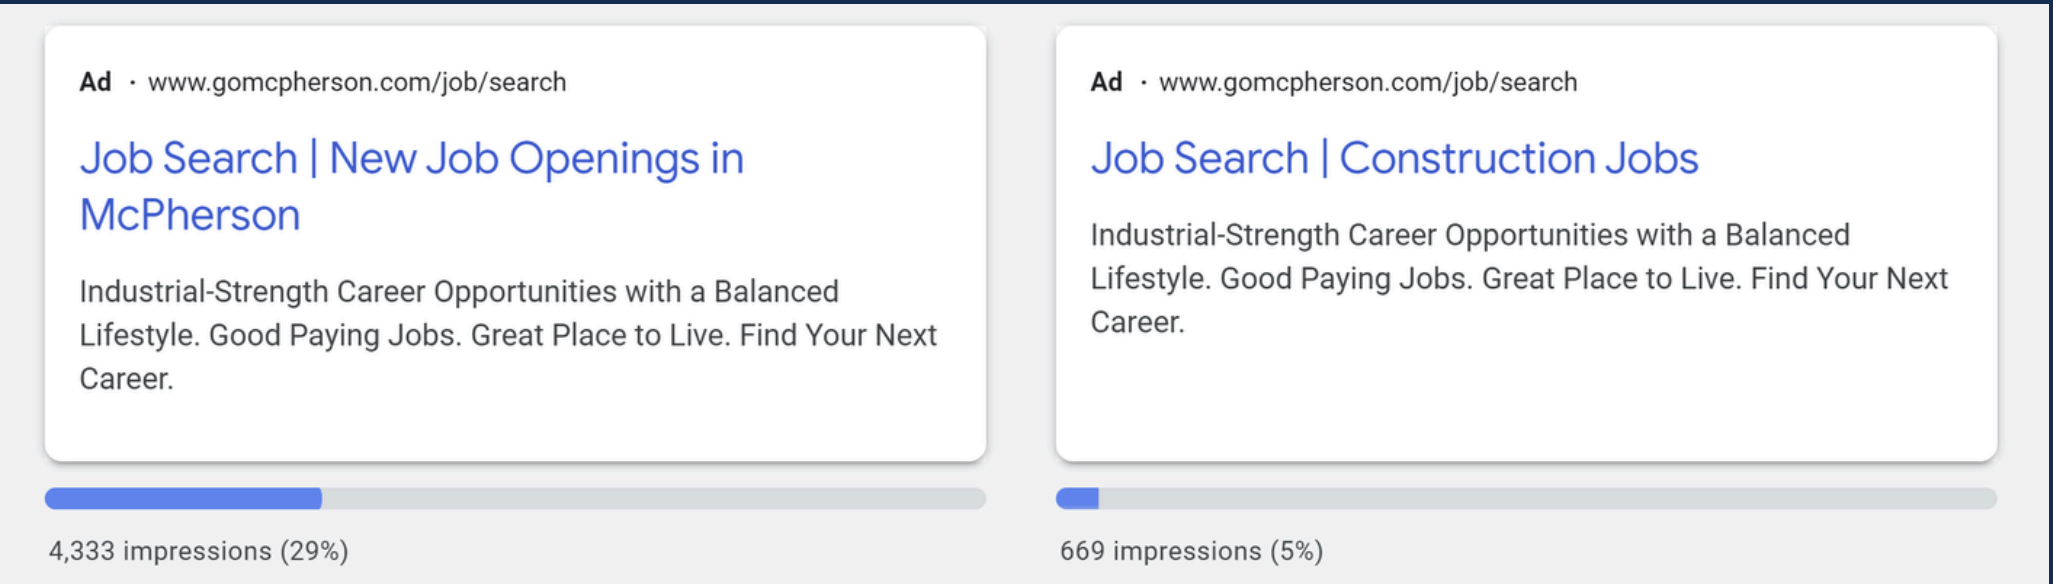 Ad · www.gomcpherson.com/job/search
Job Search | New Job Openings in
McPherson
Industrial-Strength Career Opportunities with a Balanced
Lifestyle. Good Paying Jobs. Great Place to Live. Find Your Next
Career.
4,333 impressions (29%)
Ad · www.gomcpherson.com/job/search
Job Search | Construction Jobs
Industrial-Strength Career Opportunities with a Balanced
Lifestyle. Good Paying Jobs. Great Place to Live. Find Your Next
Career.
669 impressions (5%)